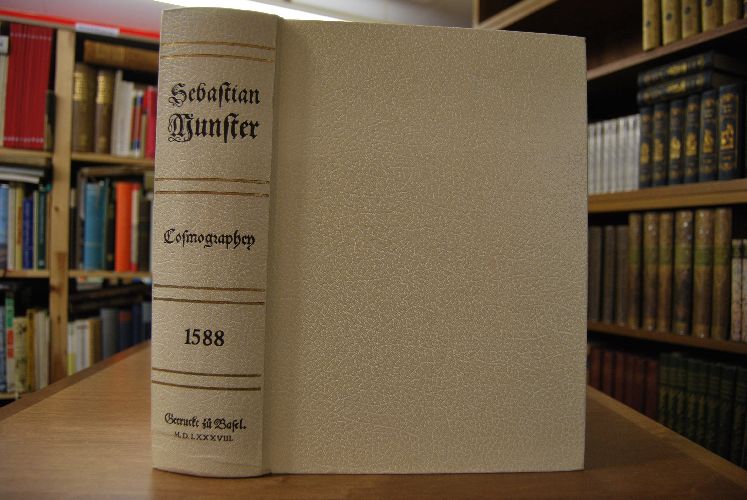 Sebaſtian
Munſter
Coſmographey
1588
Getruckt zů Baſel.
M.D.LXXXVIII.